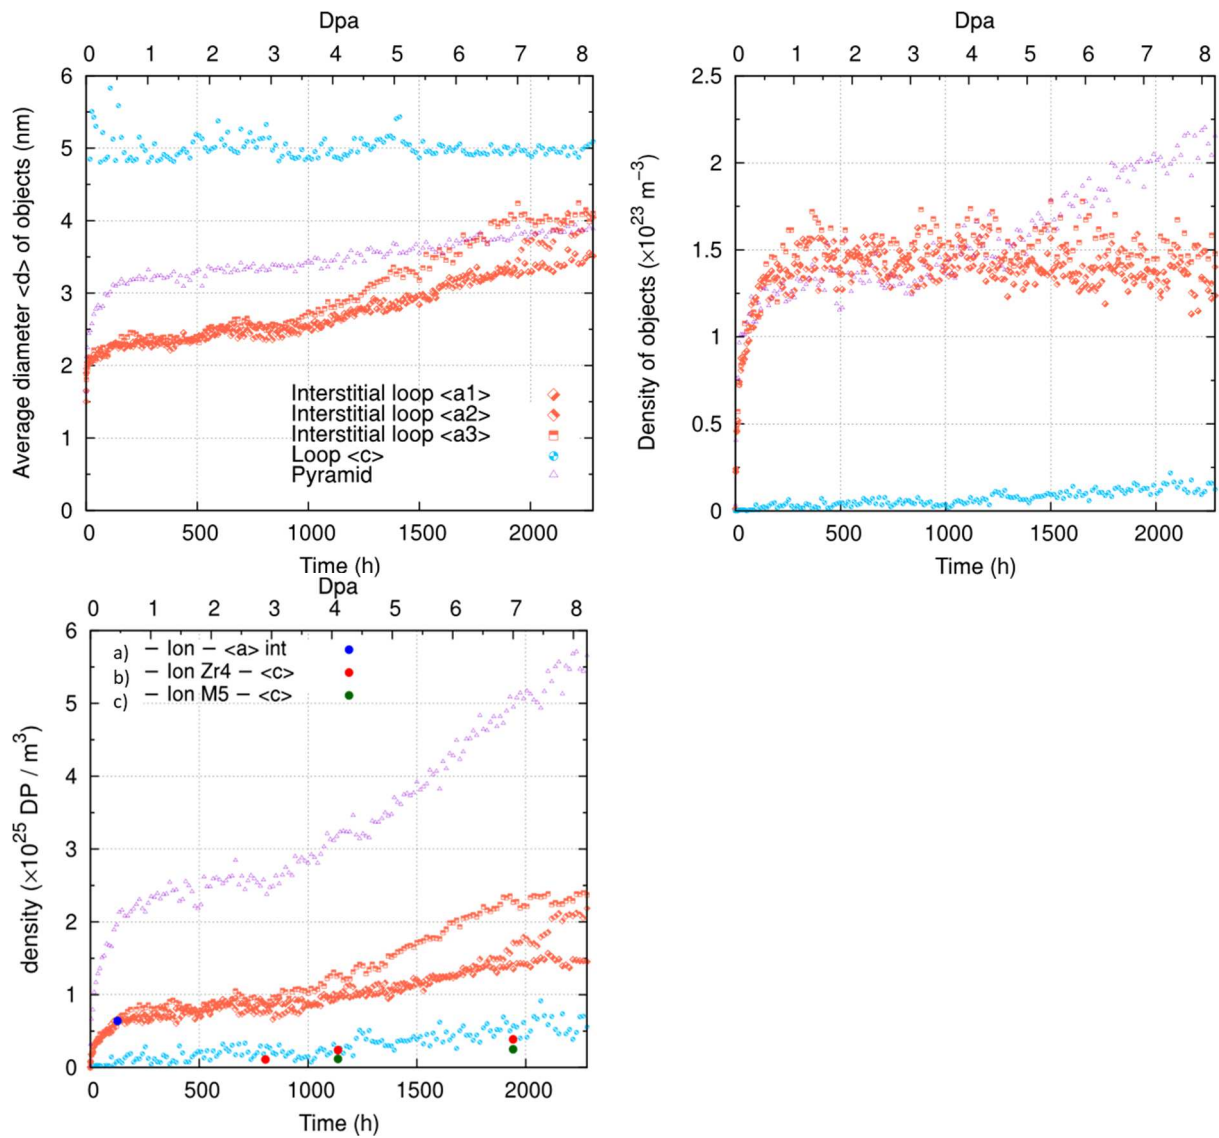 Dpa
0 1 2 3 4 5 6 7 8
Average diameter <d> of objects (nm)
6
5
4
3
2
1
0
Interstitial loop <a1>
Interstitial loop <a2>
Interstitial loop <a3>
Loop <c>
Pyramid
0 500 1000 1500 2000
Time (h)
Dpa
0 1 2 3 4 5 6 7 8
Density of objects (×10²³ m⁻³)
2.5
2
1.5
1
0.5
0
0 500 1000 1500 2000
Time (h)
Dpa
0 1 2 3 4 5 6 7 8
density (×10²⁵ DP / m³)
6
5
4
3
2
1
0
a) − Ion − <a> int
b) − Ion Zr4 − <c>
c) − Ion M5 − <c>
0 500 1000 1500 2000
Time (h)